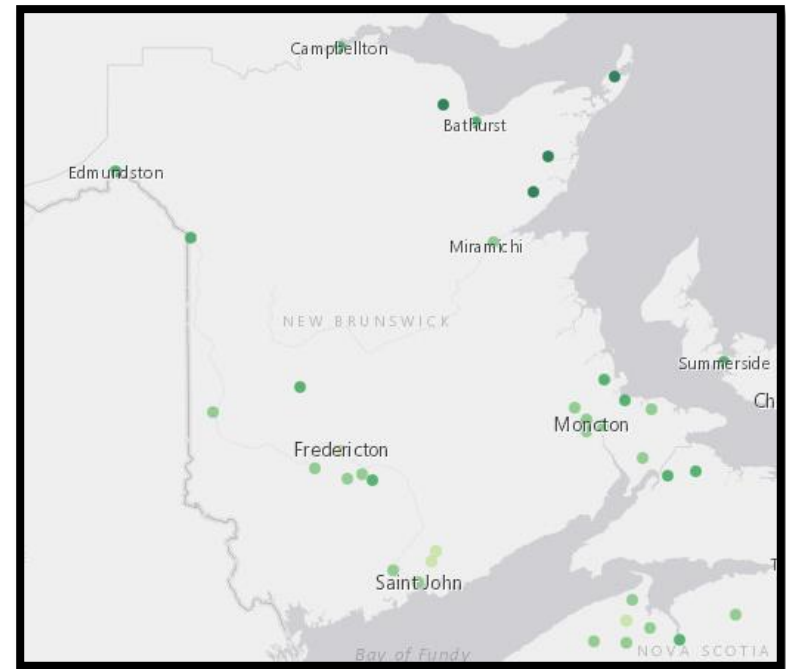 Campbellton
Bathurst
Edmundston
Miramichi
NEW BRUNSWICK
Summerside
Ch
Moncton
Fredericton
T
Saint John
Bay of Fundy
NOVA SCOTIA